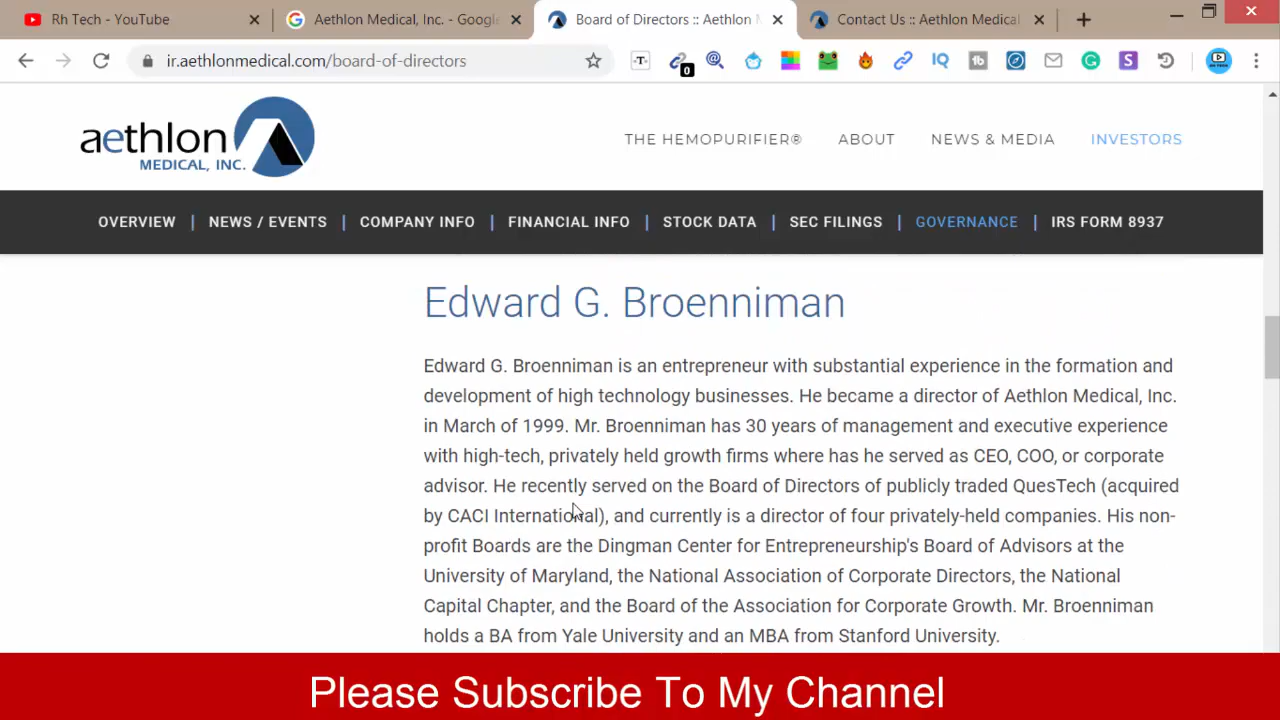 Rh Tech - YouTube
Aethlon Medical, Inc. - Google
Board of Directors :: Aethlon M
Contact Us :: Aethlon Medical
ir.aethlonmedical.com/board-of-directors
-T-
0
IQ
tb
G
S
aethlon
MEDICAL, INC.
THE HEMOPURIFIER®
ABOUT
NEWS & MEDIA
INVESTORS
OVERVIEW | NEWS / EVENTS | COMPANY INFO | FINANCIAL INFO | STOCK DATA | SEC FILINGS | GOVERNANCE | IRS FORM 8937
Edward G. Broenniman
Edward G. Broenniman is an entrepreneur with substantial experience in the formation and
development of high technology businesses. He became a director of Aethlon Medical, Inc.
in March of 1999. Mr. Broenniman has 30 years of management and executive experience
with high-tech, privately held growth firms where has he served as CEO, COO, or corporate
advisor. He recently served on the Board of Directors of publicly traded QuesTech (acquired
by CACI International), and currently is a director of four privately-held companies. His non-
profit Boards are the Dingman Center for Entrepreneurship's Board of Advisors at the
University of Maryland, the National Association of Corporate Directors, the National
Capital Chapter, and the Board of the Association for Corporate Growth. Mr. Broenniman
holds a BA from Yale University and an MBA from Stanford University.
Please Subscribe To My Channel